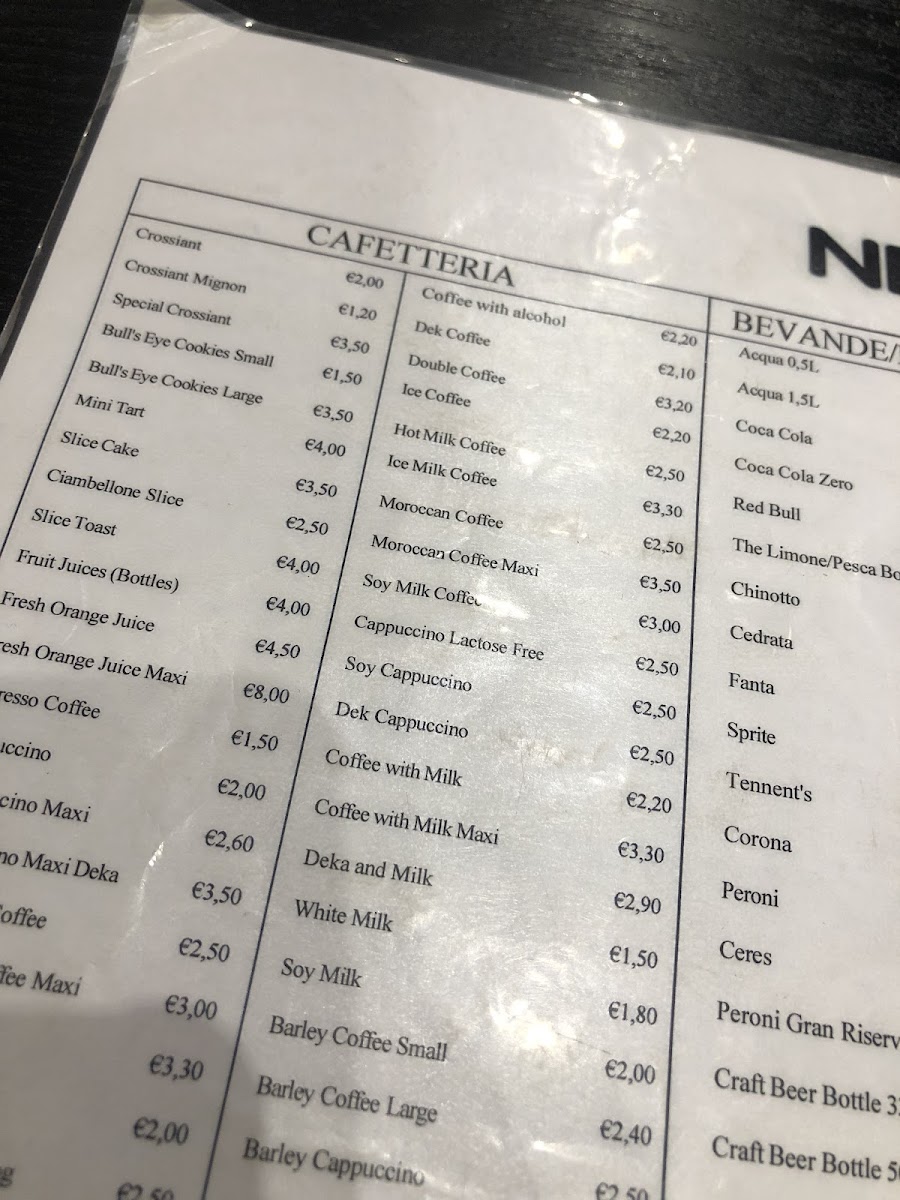 CAFETTERIA
Crossiant €2,00
Crossiant Mignon €1,20
Special Crossiant €3,50
Bull's Eye Cookies Small €1,50
Bull's Eye Cookies Large €3,50
Mini Tart €4,00
Slice Cake €3,50
Ciambellone Slice €2,50
Slice Toast €4,00
Fruit Juices (Bottles) €4,00
Fresh Orange Juice €4,50
resh Orange Juice Maxi €8,00
resso Coffee €1,50
uccino €2,00
cino Maxi €2,60
no Maxi Deka €3,50
offee €2,50
ffee Maxi €3,00
€3,30
€2,00
€2,50
Coffee with alcohol €2,20
Dek Coffee €2,10
Double Coffee €3,20
Ice Coffee €2,20
Hot Milk Coffee €2,50
Ice Milk Coffee €3,30
Moroccan Coffee €2,50
Moroccan Coffee Maxi €3,50
Soy Milk Coffee €3,00
Cappuccino Lactose Free €2,50
Soy Cappuccino €2,50
Dek Cappuccino €2,50
Coffee with Milk €2,20
Coffee with Milk Maxi €3,30
Deka and Milk €2,90
White Milk €1,50
Soy Milk €1,80
Barley Coffee Small €2,00
Barley Coffee Large €2,40
Barley Cappuccino €2,50
BEVANDE/
Acqua 0,5L
Acqua 1,5L
Coca Cola
Coca Cola Zero
Red Bull
The Limone/Pesca Bo
Chinotto
Cedrata
Fanta
Sprite
Tennent's
Corona
Peroni
Ceres
Peroni Gran Riserv
Craft Beer Bottle 3
Craft Beer Bottle 5